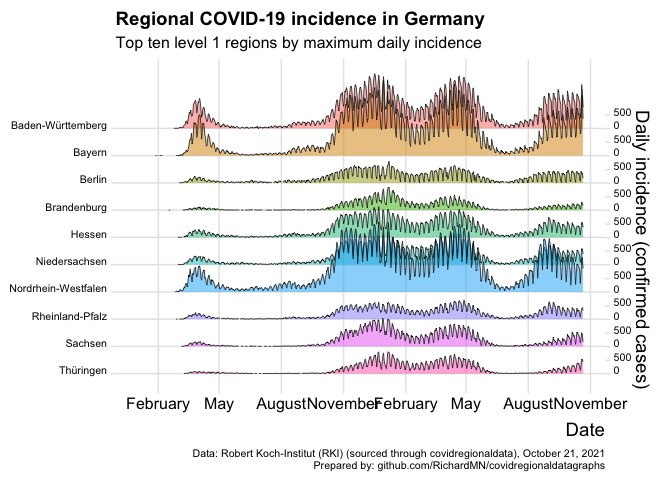 Regional COVID-19 incidence in Germany
Top ten level 1 regions by maximum daily incidence
Baden-Württemberg
Bayern
Berlin
Brandenburg
Hessen
Niedersachsen
Nordrhein-Westfalen
Rheinland-Pfalz
Sachsen
Thüringen
500
0
500
0
500
0
500
0
500
0
500
0
500
0
500
0
500
0
500
0
Daily incidence (confirmed cases)
February May August November February May August November
Date
Data: Robert Koch-Institut (RKI) (sourced through covidregionaldata), October 21, 2021
Prepared by: github.com/RichardMN/covidregionaldatagraphs